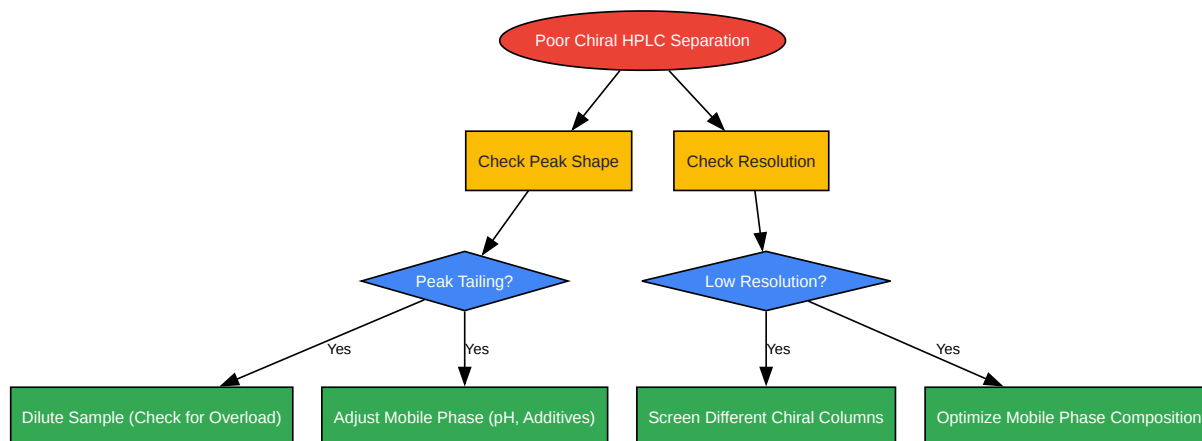 Poor Chiral HPLC Separation
Check Peak Shape
Check Resolution
Peak Tailing?
Low Resolution?
Yes
Yes
Yes
Yes
Dilute Sample (Check for Overload)
Adjust Mobile Phase (pH, Additives)
Screen Different Chiral Columns
Optimize Mobile Phase Composition